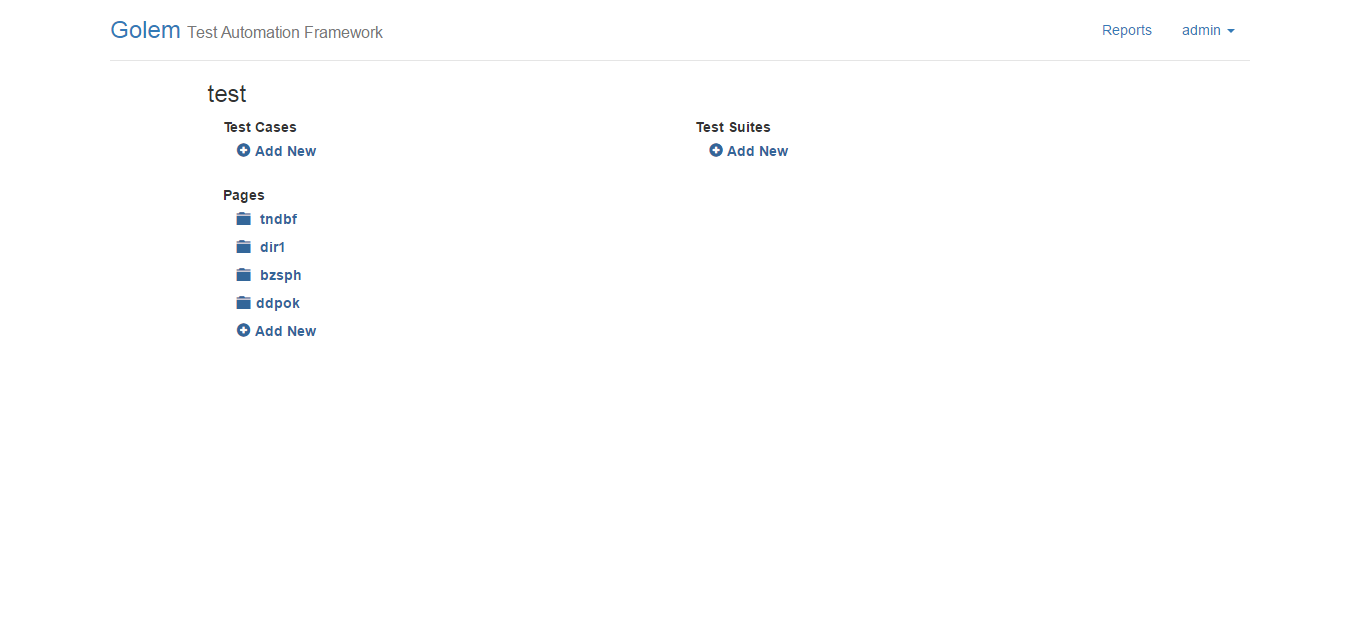 Golem Test Automation Framework
Reports
admin
test
Test Cases
Add New
Test Suites
Add New
Pages
tndbf
dir1
bzsph
ddpok
Add New